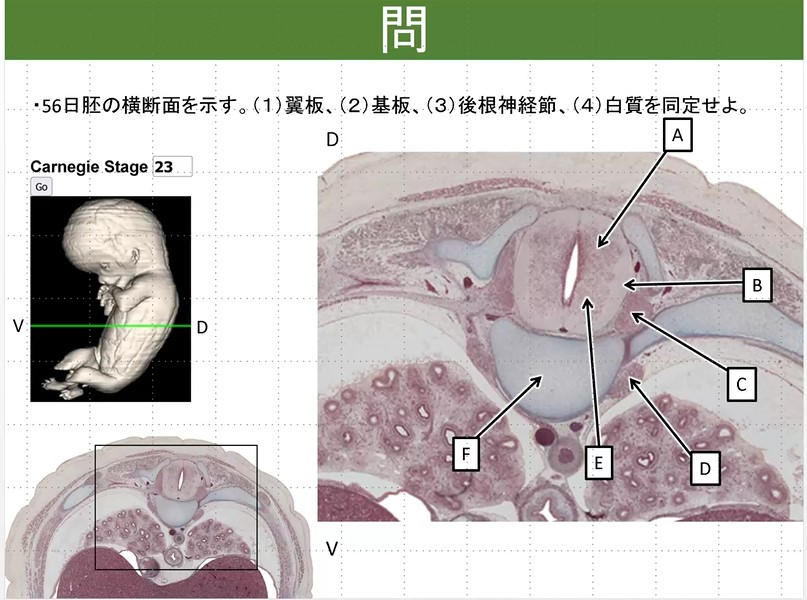 問
・56日胚の横断面を示す。(1)翼板、(2)基板、(3)後根神経節、(4)白質を同定せよ。
D
A
Carnegie Stage 23
Go
V
D
B
C
F
E
D
V